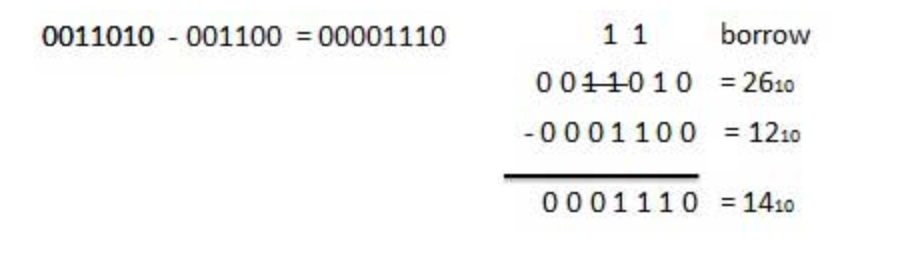 0011010 - 001100 = 00001110
1 1 borrow
0 0 1 1 0 1 0 = 26₁₀
- 0 0 0 1 1 0 0 = 12₁₀
0 0 0 1 1 1 0 = 14₁₀